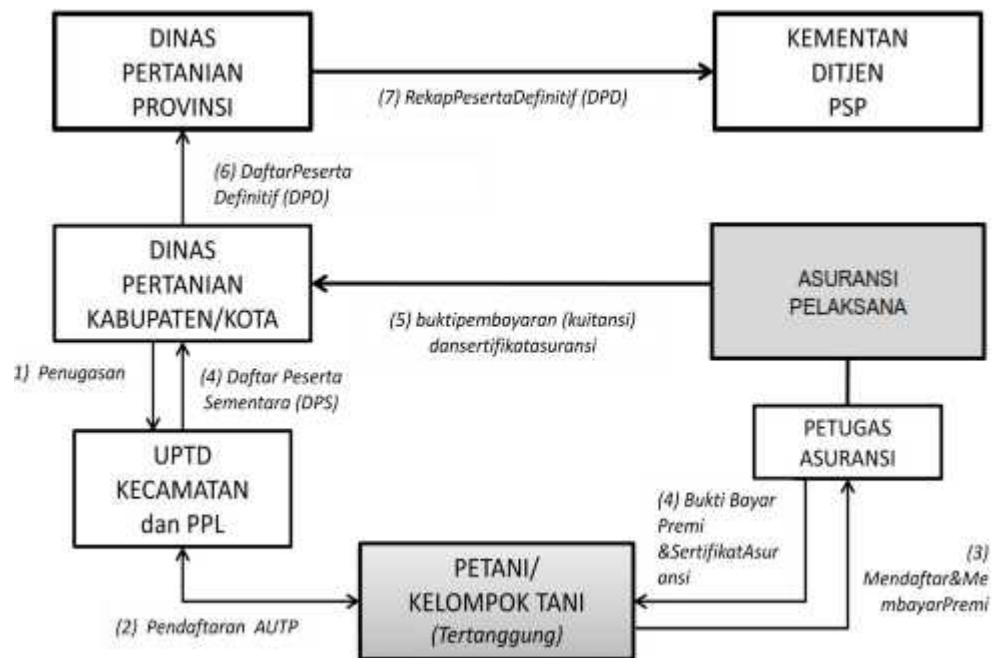 DINAS
PERTANIAN
PROVINSI
KEMENTAN
DITJEN
PSP
(7) RekapPesertaDefinitif (DPD)
(6) DaftarPeserta
Definitif (DPD)
DINAS
PERTANIAN
KABUPATEN/KOTA
ASURANSI
PELAKSANA
(5) buktipembayaran (kuitansi)
dansertifikatasuransi
1) Penugasan
(4) Daftar Peserta
Sementara (DPS)
UPTD
KECAMATAN
dan PPL
PETUGAS
ASURANSI
(4) Bukti Bayar
Premi
&SertifikatAsur
ansi
(3)
Mendaftar&Me
mbayarPremi
PETANI/
KELOMPOK TANI
(Tertanggung)
(2) Pendaftaran AUTP